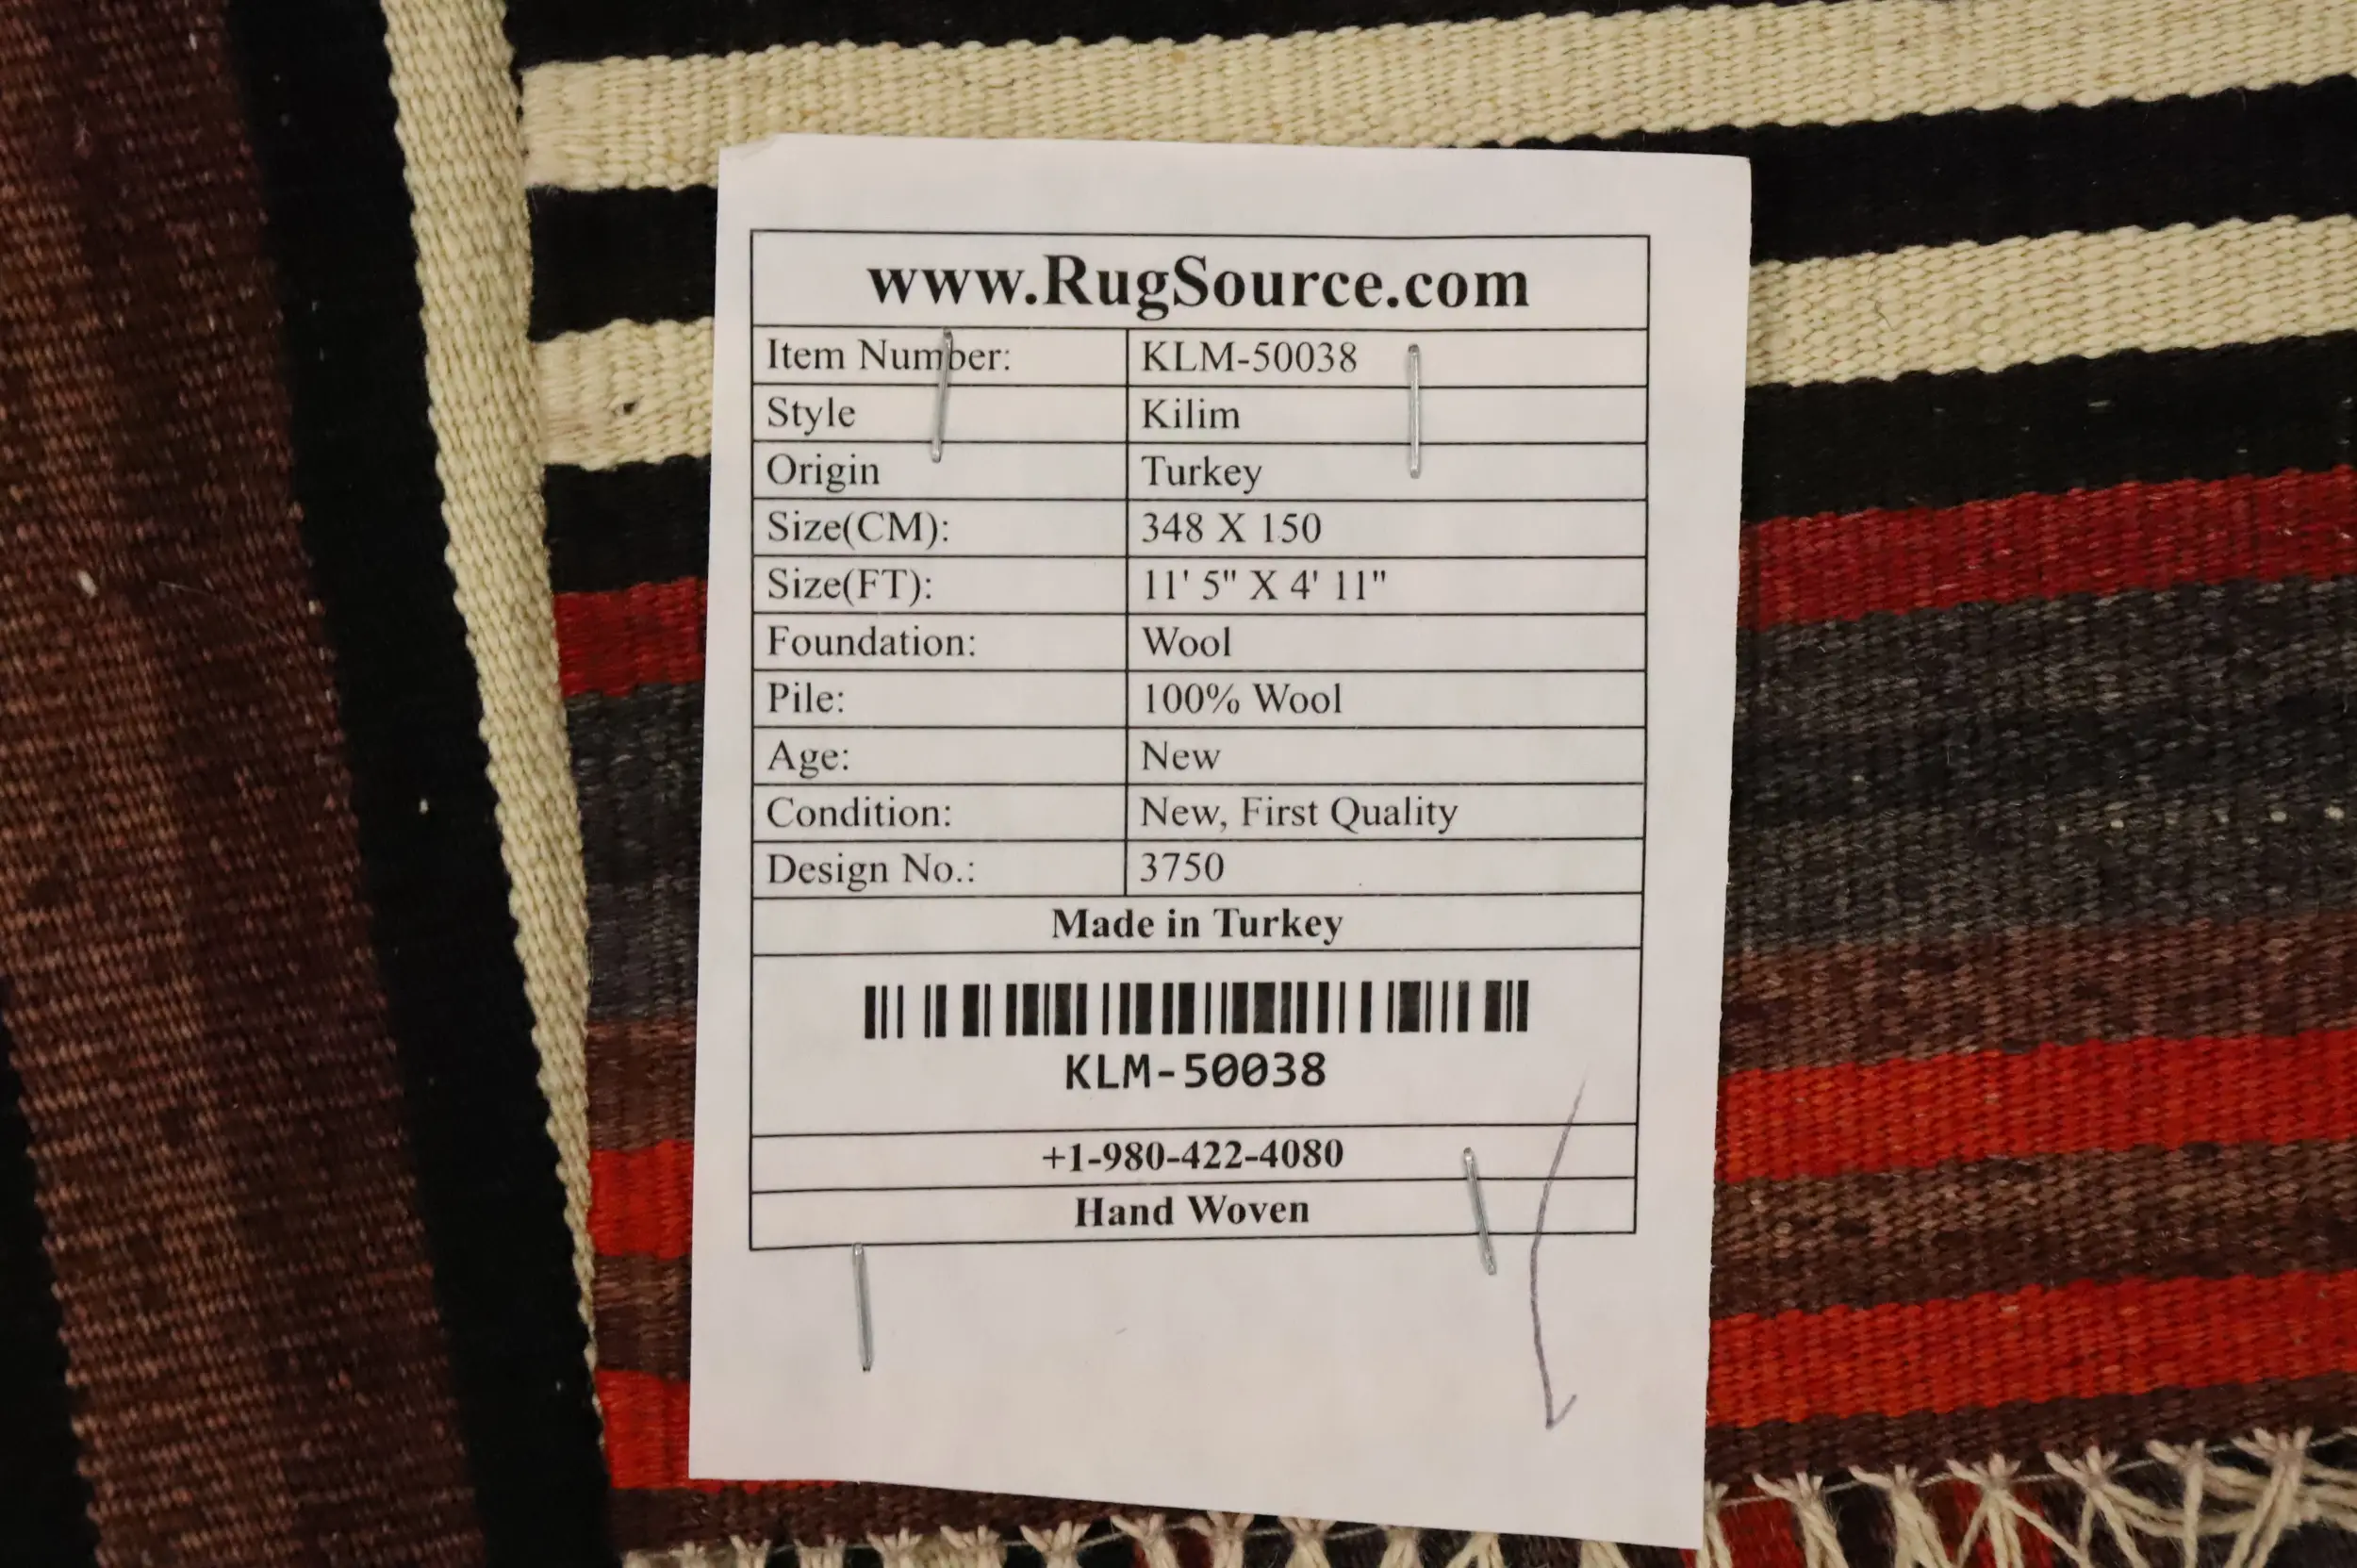 www.RugSource.com
Item Number: KLM-50038
Style Kilim
Origin Turkey
Size(CM): 348 X 150
Size(FT): 11' 5" X 4' 11"
Foundation: Wool
Pile: 100% Wool
Age: New
Condition: New, First Quality
Design No.: 3750
Made in Turkey
KLM-50038
+1-980-422-4080
Hand Woven